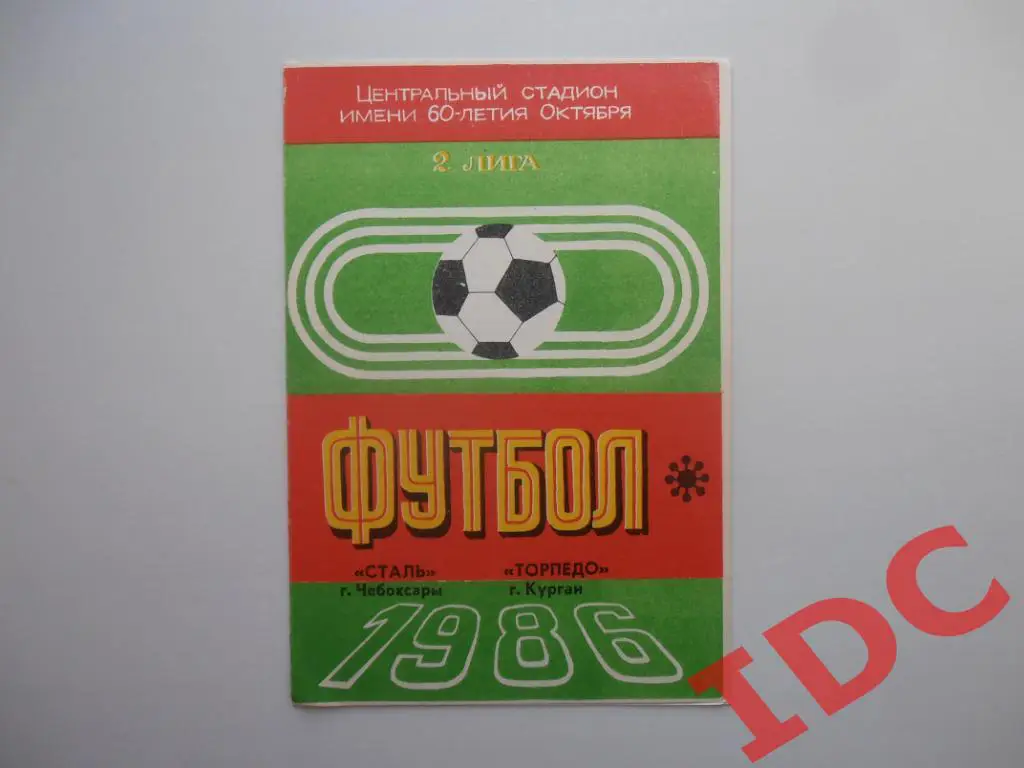 Центральный стадион
имени 60-летия Октября
2 ЛИГА
ФУТБОЛ
«СТАЛЬ» «ТОРПЕДО»
г. Чебоксары г. Курган
1986
IDC